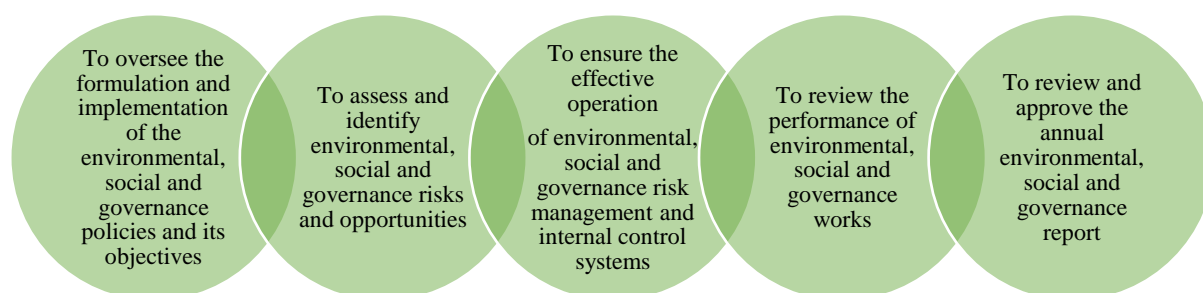 To oversee the
formulation and
implementation
of the
environmental,
social and
governance
policies and its
objectives
To assess and
identify
environmental,
social and
governance risks
and opportunities
To ensure the
effective
operation
of environmental,
social and
governance risk
management and
internal control
systems
To review the
performance of
environmental,
social and
governance
works
To review and
approve the
annual
environmental,
social and
governance
report